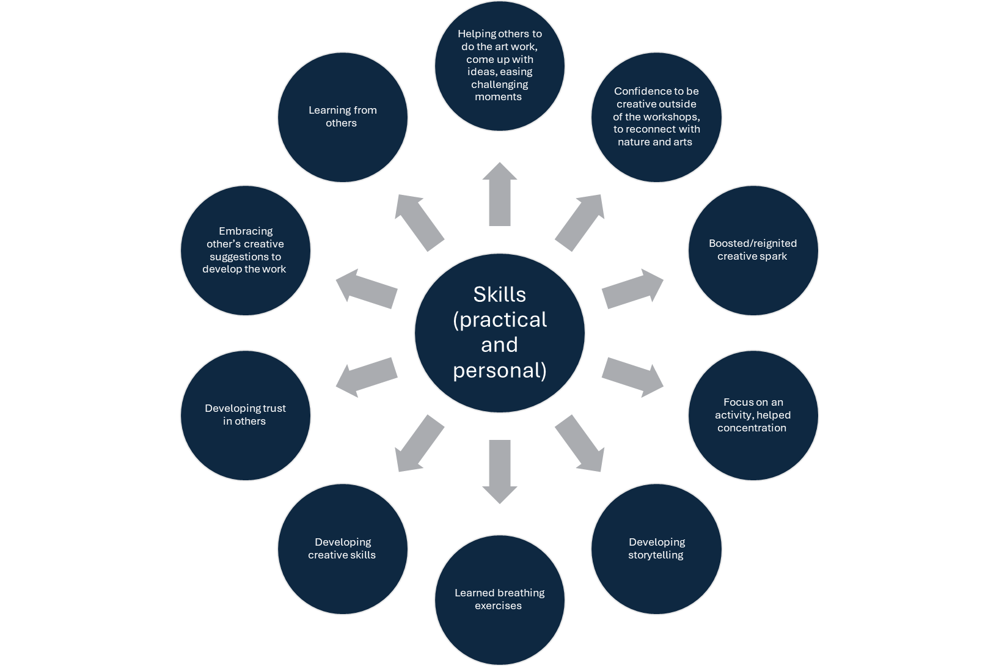 Helping others to
do the art work,
come up with
ideas, easing
challenging
moments
Confidence to be
creative outside
of the workshops,
to reconnect with
nature and arts
Boosted/reignited
creative spark
Focus on an
activity, helped
concentration
Developing
storytelling
Learned breathing
exercises
Developing
creative skills
Developing trust
in others
Embracing
other’s creative
suggestions to
develop the work
Learning from
others
Skills
(practical
and
personal)